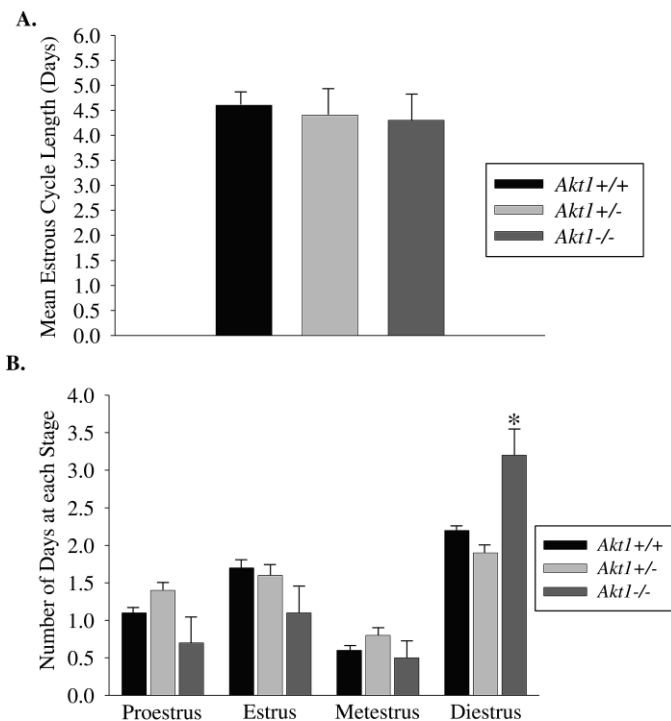 A.
Mean Estrous Cycle Length (Days)
6.0
5.5
5.0
4.5
4.0
3.5
3.0
2.5
2.0
1.5
1.0
0.5
0.0
Akt1+/+
Akt1+/-
Akt1-/-
B.
Number of Days at each Stage
4.0
3.5
3.0
2.5
2.0
1.5
1.0
0.5
0.0
*
Akt1+/+
Akt1+/-
Akt1-/-
Proestrus Estrus Metestrus Diestrus